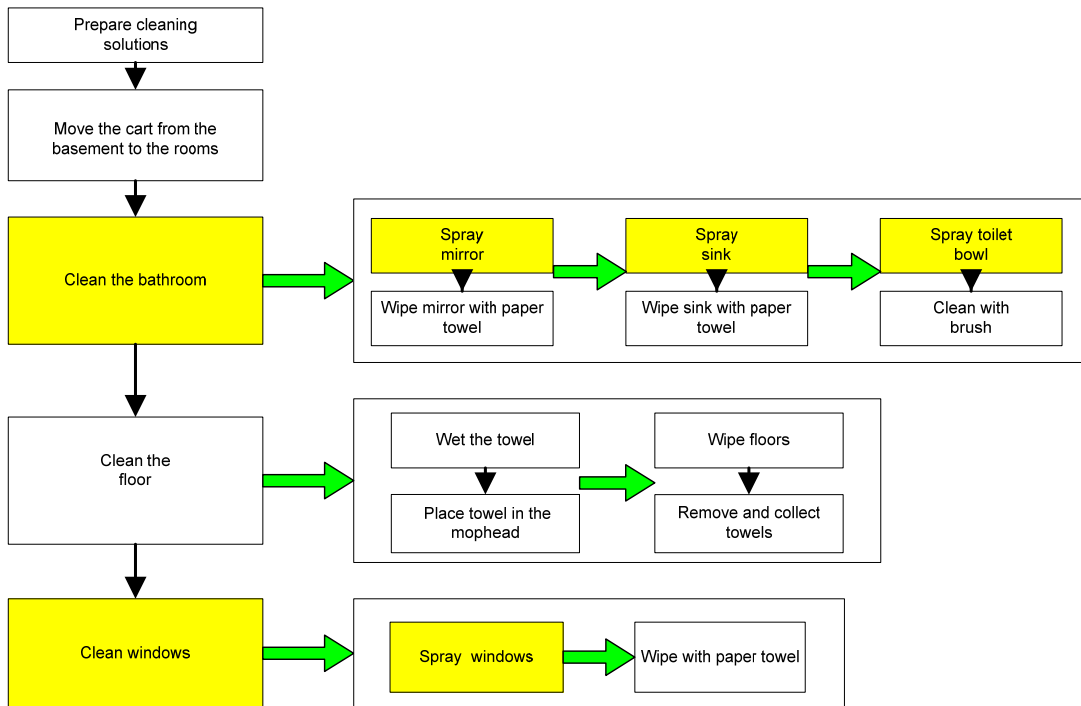 Prepare cleaning
solutions
Move the cart from the
basement to the rooms
Clean the bathroom
Spray
mirror
Wipe mirror with paper
towel
Spray
sink
Wipe sink with paper
towel
Spray toilet
bowl
Clean with
brush
Clean the
floor
Wet the towel
Place towel in the
mophead
Wipe floors
Remove and collect
towels
Clean windows
Spray windows
Wipe with paper towel